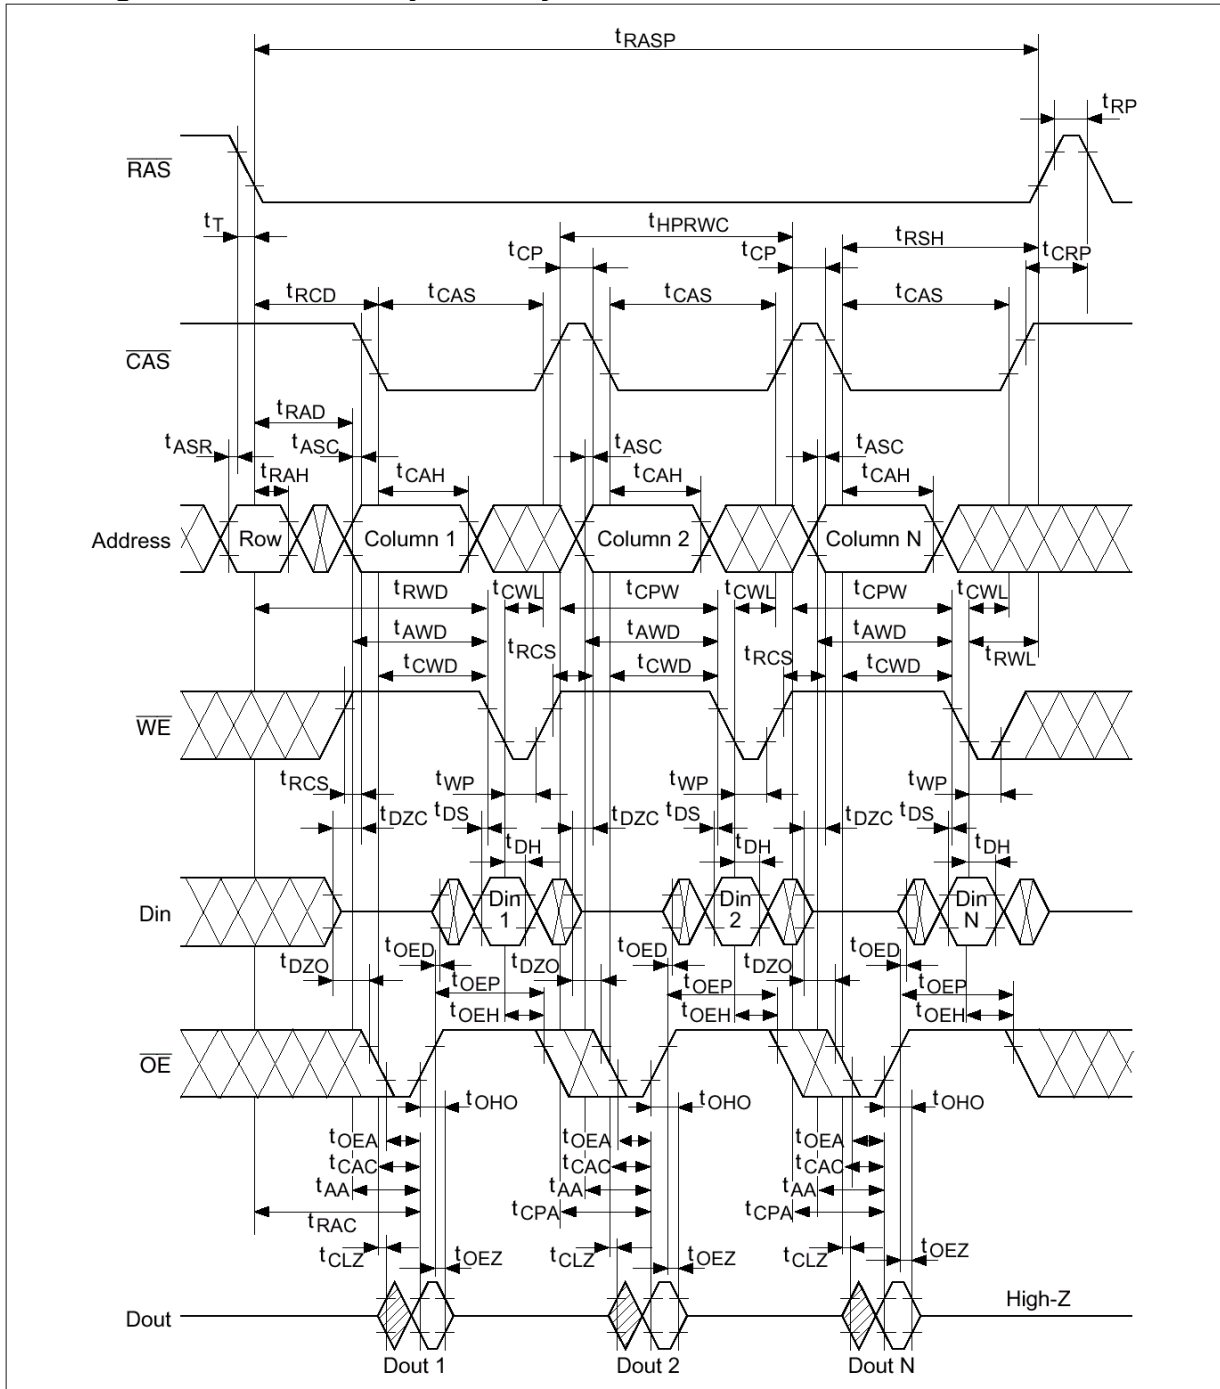 tRASP
tRP
RAS
tT
tHPRWC
tRSH
tCP
tCP
tCRP
tRCD
tCAS
tCAS
tCAS
CAS
tRAD
tASR
tASC
tASC
tASC
tRAH
tCAH
tCAH
tCAH
Address
Row
Column 1
Column 2
Column N
tRWD
tCWL
tCPW
tCWL
tCPW
tCWL
tAWD
tRCS
tAWD
tRCS
tAWD
tRWL
tCWD
tCWD
tCWD
WE
tRCS
tWP
tWP
tWP
tDZC
tDS
tDZC
tDS
tDZC
tDS
tDH
tDH
tDH
Din
Din 1
Din 2
Din N
tDZO
tOED
tDZO
tOED
tDZO
tOED
tOEP
tOEP
tOEP
tOEH
tOEH
tOEH
OE
tOHO
tOHO
tOHO
tOEA
tOEA
tOEA
tCAC
tCAC
tCAC
tAA
tAA
tAA
tRAC
tCPA
tCPA
tCLZ
tOEZ
tCLZ
tOEZ
tCLZ
tOEZ
High-Z
Dout
Dout 1
Dout 2
Dout N